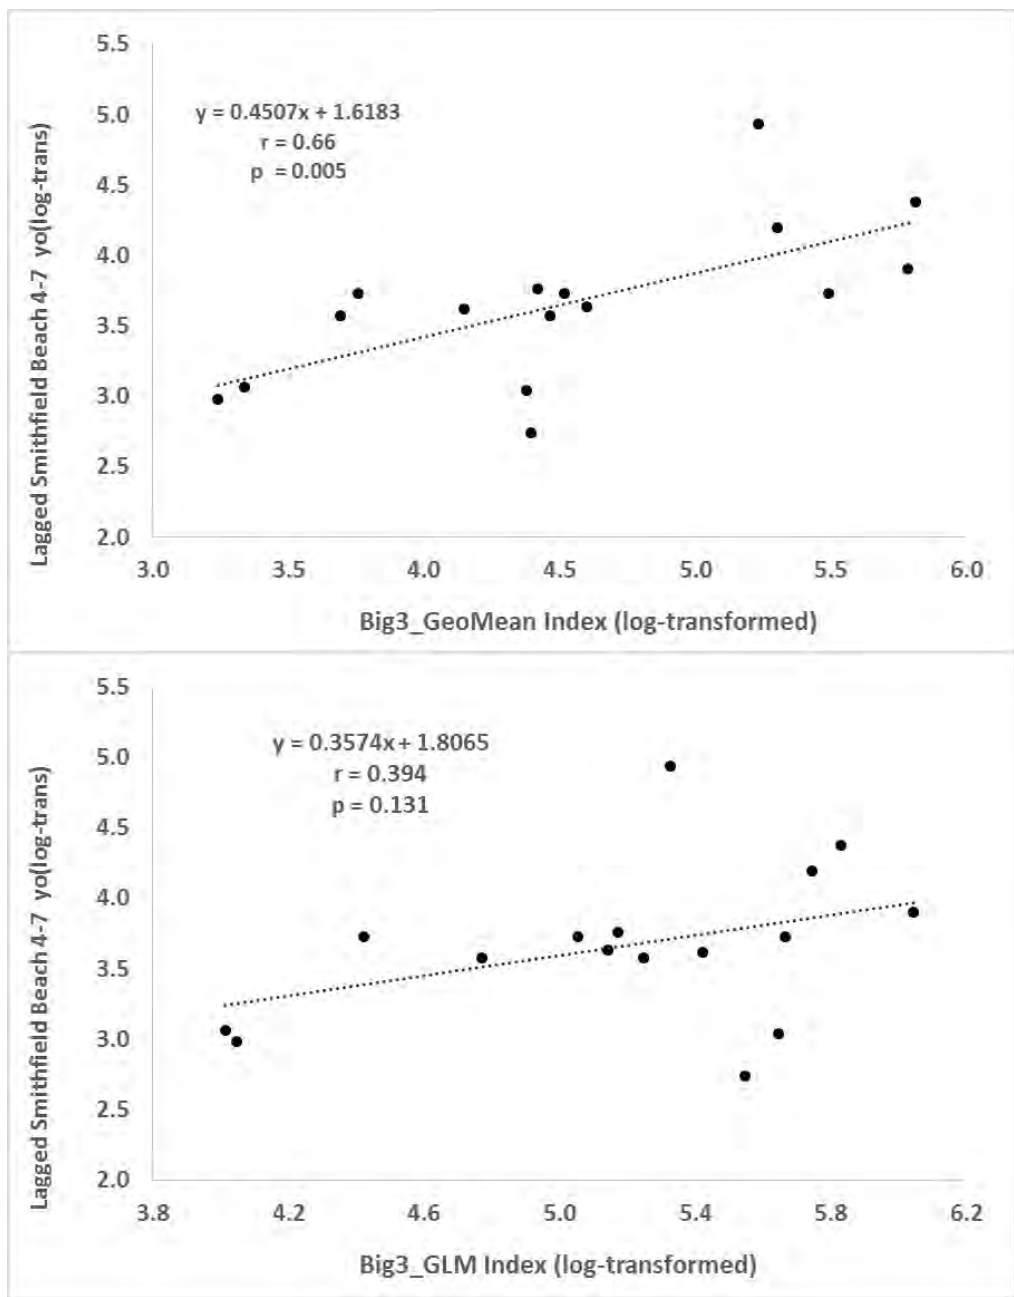 5.5
y = 0.4507x + 1.6183
r = 0.66
p = 0.005
5.0
4.5
4.0
3.5
3.0
2.5
2.0
Lagged Smithfield Beach 4-7 yo(log-trans)
3.0 3.5 4.0 4.5 5.0 5.5 6.0
Big3_GeoMean Index (log-transformed)
5.5
y = 0.3574x + 1.8065
r = 0.394
p = 0.131
5.0
4.5
4.0
3.5
3.0
2.5
2.0
Lagged Smithfield Beach 4-7 yo(log-trans)
3.8 4.2 4.6 5.0 5.4 5.8 6.2
Big3_GLM Index (log-transformed)